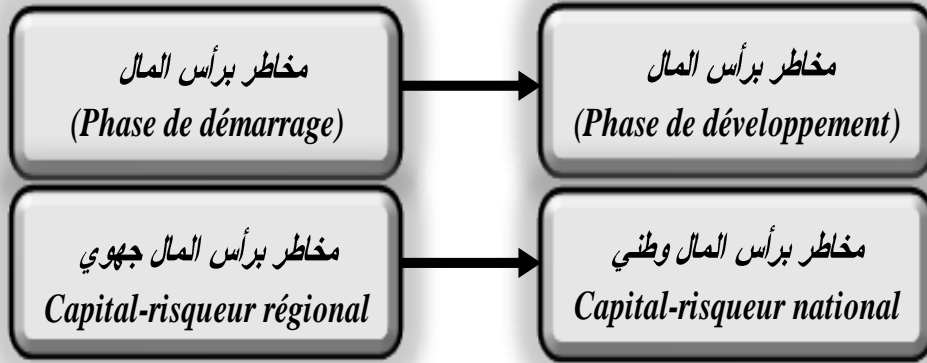 مخاطر برأس المال
(Phase de démarrage)
مخاطر برأس المال
(Phase de développement)
مخاطر برأس المال جهوي
Capital-risqueur régional
مخاطر برأس المال وطني
Capital-risqueur national